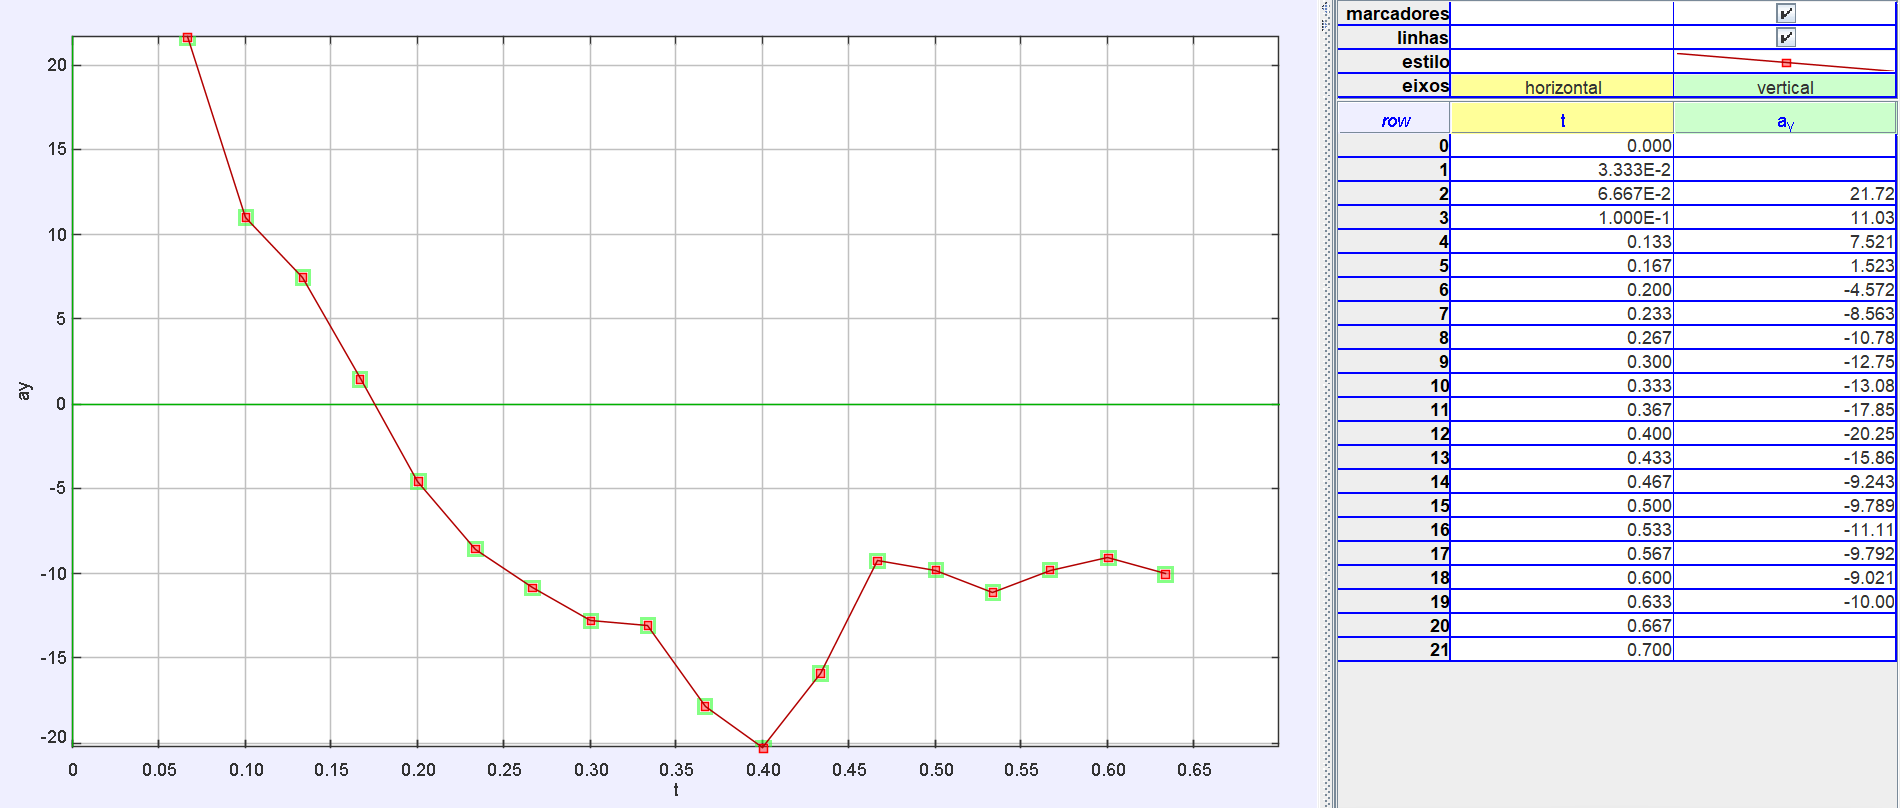 20
15
10
5
0
-5
-10
-15
-20
ay
0 0.05 0.10 0.15 0.20 0.25 0.30 0.35 0.40 0.45 0.50 0.55 0.60 0.65
t
marcadores
linhas
estilo
eixos horizontal vertical
row t ay
0 0.000
1 3.333E-2
2 6.667E-2 21.72
3 1.000E-1 11.03
4 0.133 7.521
5 0.167 1.523
6 0.200 -4.572
7 0.233 -8.563
8 0.267 -10.78
9 0.300 -12.75
10 0.333 -13.08
11 0.367 -17.85
12 0.400 -20.25
13 0.433 -15.86
14 0.467 -9.243
15 0.500 -9.789
16 0.533 -11.11
17 0.567 -9.792
18 0.600 -9.021
19 0.633 -10.00
20 0.667
21 0.700